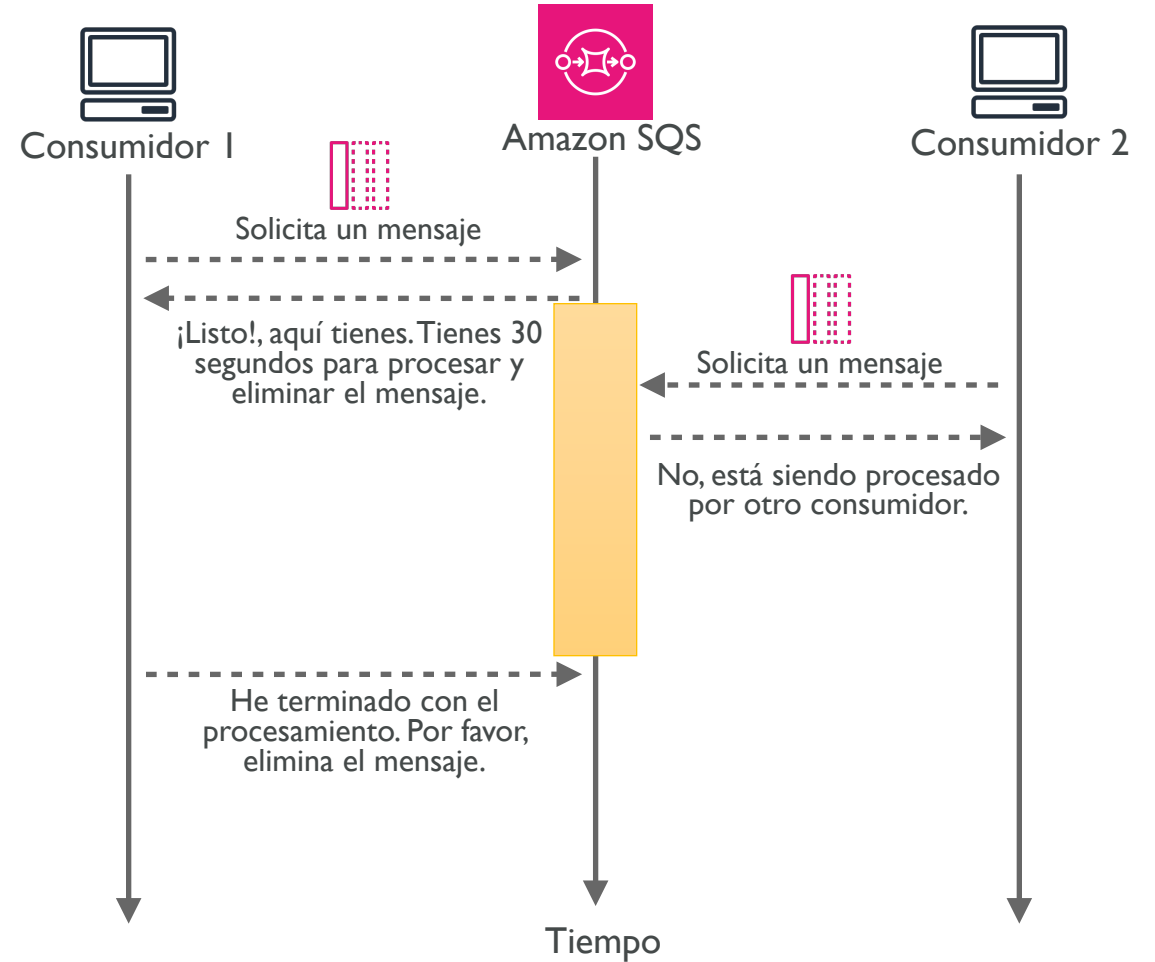 Consumidor 1
Amazon SQS
Consumidor 2
Solicita un mensaje
¡Listo!, aquí tienes. Tienes 30
segundos para procesar y
eliminar el mensaje.
Solicita un mensaje
No, está siendo procesado
por otro consumidor.
He terminado con el
procesamiento. Por favor,
elimina el mensaje.
Tiempo